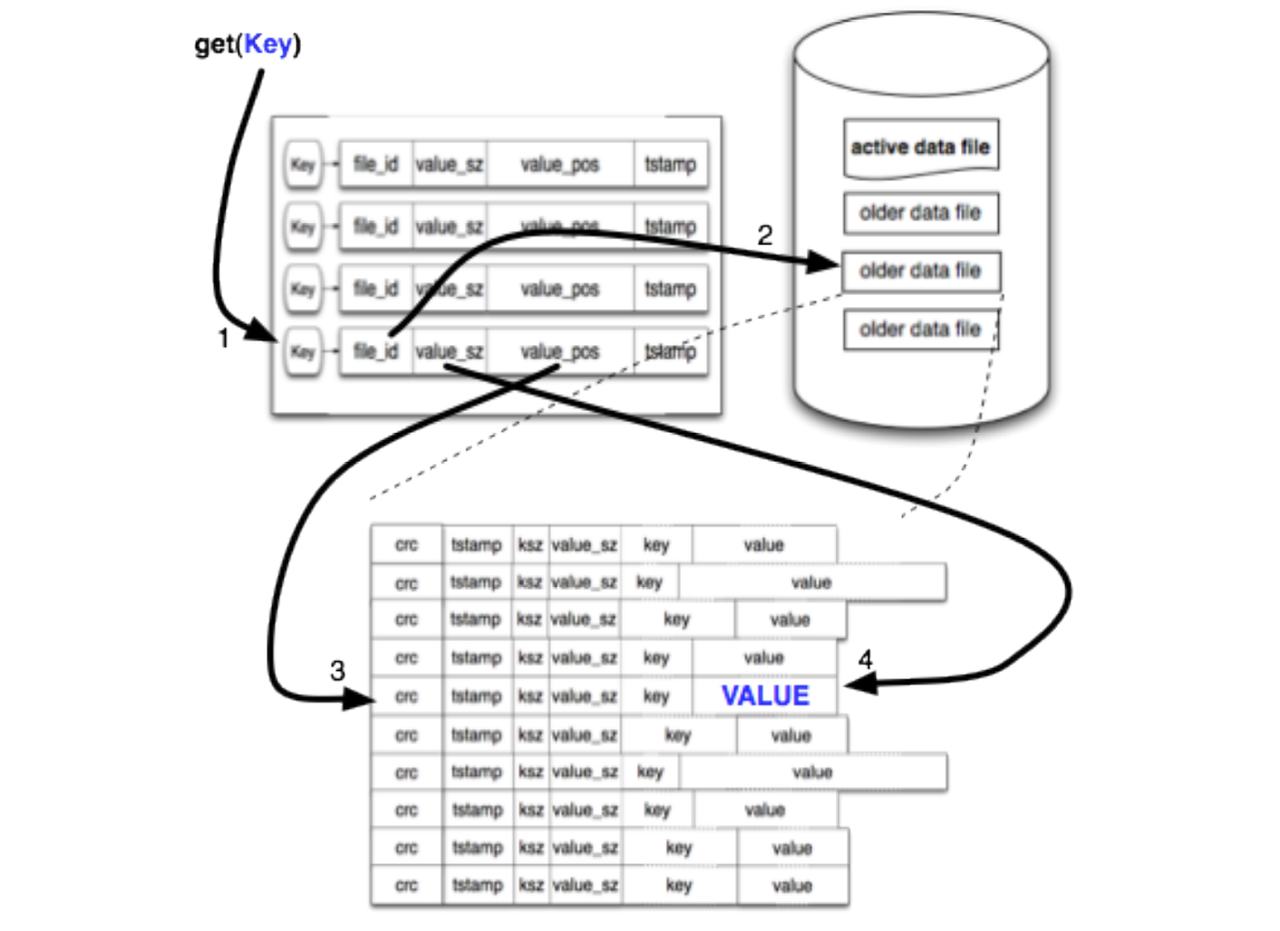 get(Key)
active data file
Key file_id value_sz value_pos tstamp
older data file
Key file_id value_sz value_pos tstamp
2
older data file
Key file_id value_sz value_pos tstamp
older data file
1
Key file_id value_sz value_pos tstamp
crc tstamp ksz value_sz key value
crc tstamp ksz value_sz key value
crc tstamp ksz value_sz key value
crc tstamp ksz value_sz key value
3
4
crc tstamp ksz value_sz key VALUE
crc tstamp ksz value_sz key value
crc tstamp ksz value_sz key value
crc tstamp ksz value_sz key value
crc tstamp ksz value_sz key value
crc tstamp ksz value_sz key value